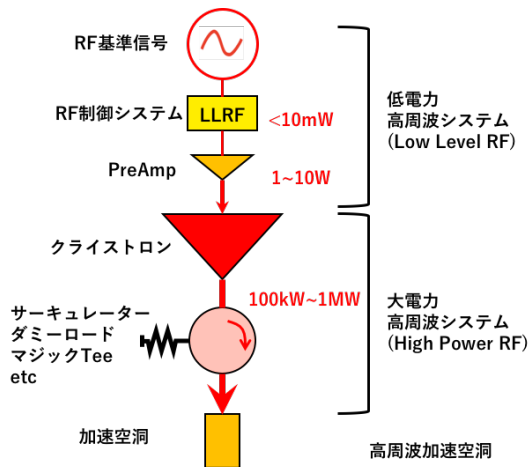 RF基準信号
RF制御システム
LLRF
<10mW
PreAmp
1~10W
低電力
高周波システム
(Low Level RF)
クライストロン
100kW~1MW
サーキュレーター
ダミーロード
マジックTee
etc
大電力
高周波システム
(High Power RF)
加速空洞
高周波加速空洞